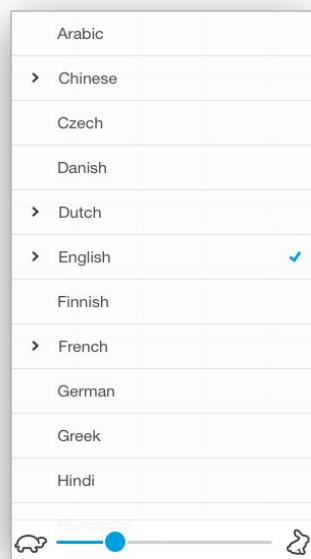 Arabic
Chinese
Czech
Danish
Dutch
English
Finnish
French
German
Greek
Hindi